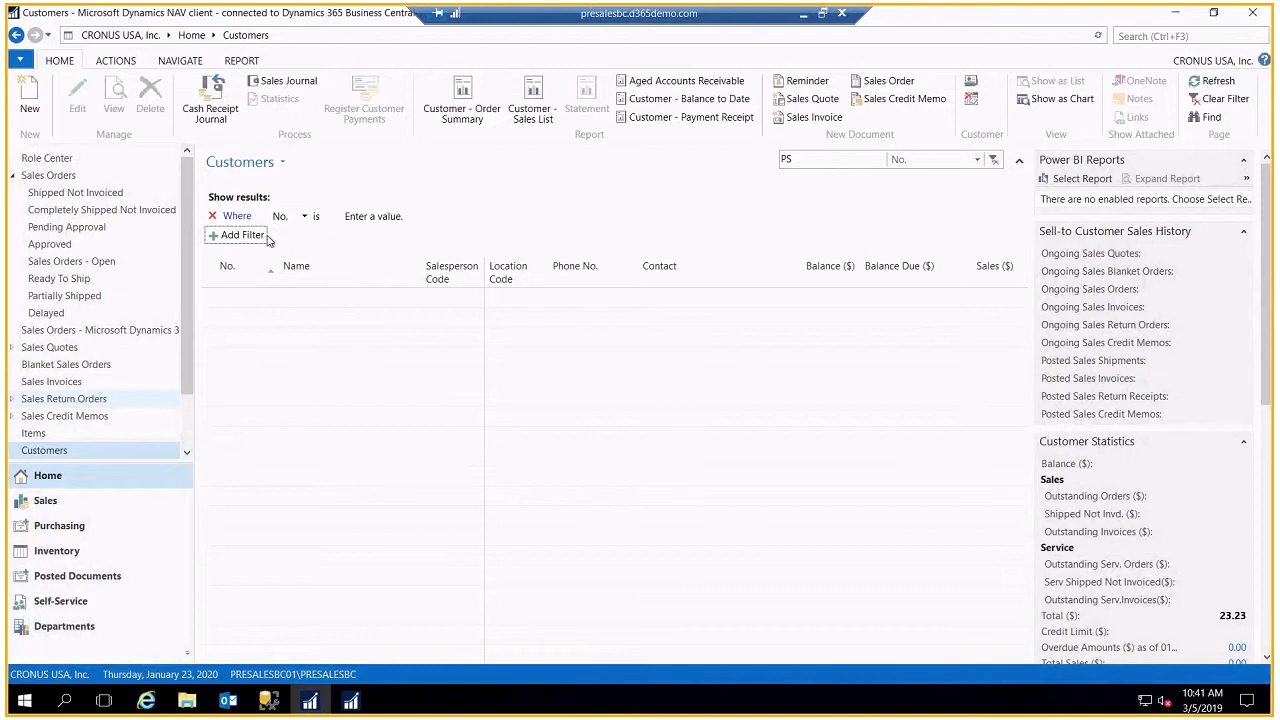 Customers - Microsoft Dynamics NAV client - connected to Dynamics 365 Business Centra
presalesbc.d365demo.com
CRONUS USA, Inc. Home Customers
Search (Ctrl+F3)
HOME ACTIONS NAVIGATE REPORT
CRONUS USA, Inc.
New
Edit View Delete
Cash Receipt Journal
Sales Journal
Statistics
Register Customer Payments
Customer - Order Summary
Customer - Sales List
Statement
Aged Accounts Receivable
Customer - Balance to Date
Customer - Payment Receipt
Reminder
Sales Quote
Sales Invoice
Sales Order
Sales Credit Memo
Show as List
Show as Chart
OneNote
Notes
Links
Refresh
Clear Filter
Find
New Manage Process Report New Document Customer View Show Attached Page
Role Center
Sales Orders
Shipped Not Invoiced
Completely Shipped Not Invoiced
Pending Approval
Approved
Sales Orders - Open
Ready To Ship
Partially Shipped
Delayed
Sales Orders - Microsoft Dynamics 3
Sales Quotes
Blanket Sales Orders
Sales Invoices
Sales Return Orders
Sales Credit Memos
Items
Customers
Home
Sales
Purchasing
Inventory
Posted Documents
Self-Service
Departments
Customers
PS No.
Show results:
Where No. is Enter a value.
Add Filter
No. Name Salesperson Code Location Code Phone No. Contact Balance ($) Balance Due ($) Sales ($)
Power BI Reports
Select Report Expand Report
There are no enabled reports. Choose Select Re..
Sell-to Customer Sales History
Ongoing Sales Quotes:
Ongoing Sales Blanket Orders:
Ongoing Sales Orders:
Ongoing Sales Invoices:
Ongoing Sales Return Orders:
Ongoing Sales Credit Memos:
Posted Sales Shipments:
Posted Sales Invoices:
Posted Sales Return Receipts:
Posted Sales Credit Memos:
Customer Statistics
Balance ($):
Sales
Outstanding Orders ($):
Shipped Not Invd. ($):
Outstanding Invoices ($):
Service
Outstanding Serv. Orders ($):
Serv Shipped Not Invoiced($):
Outstanding Serv.Invoices($):
Total ($): 23.23
Credit Limit ($):
Overdue Amounts ($) as of 01... 0.00
Total Sales ($): 0.00
CRONUS USA, Inc. Thursday, January 23, 2020 PRESALESBC01\PRESALESBC
10:41 AM
3/5/2019